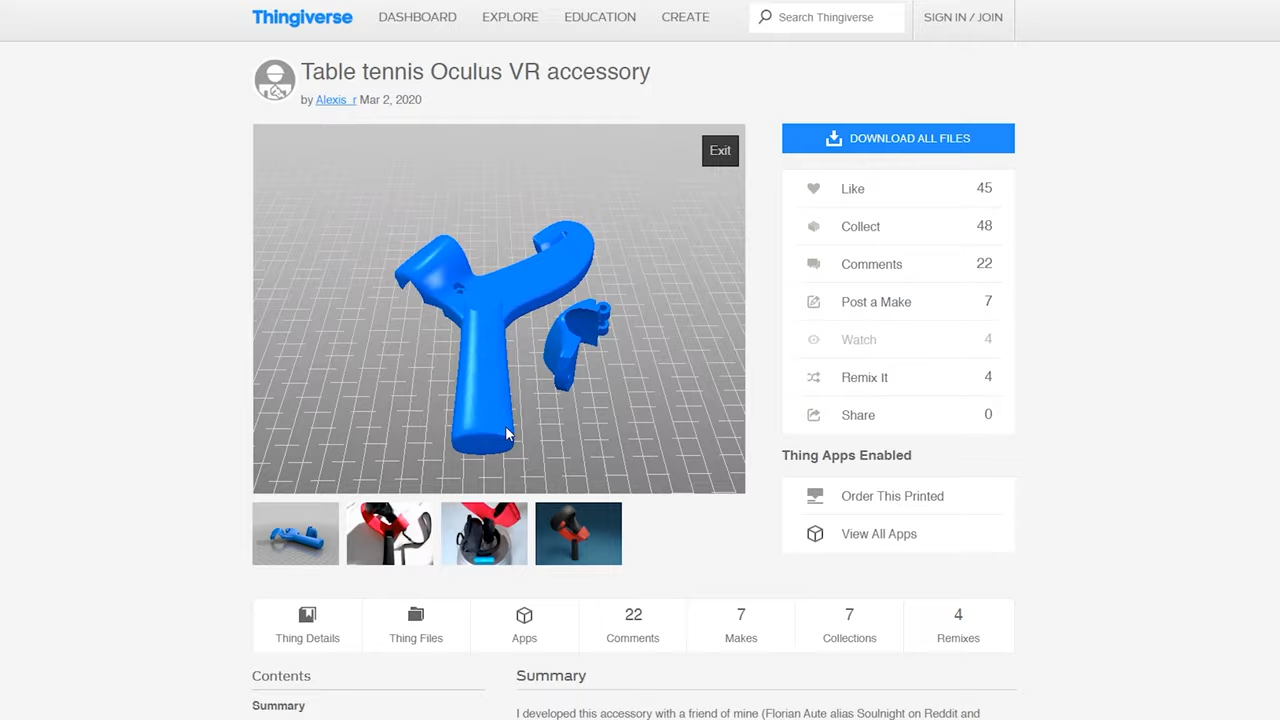 Thingiverse DASHBOARD EXPLORE EDUCATION CREATE Search Thingiverse SIGN IN / JOIN
Table tennis Oculus VR accessory
by Alexis_r Mar 2, 2020
Exit
DOWNLOAD ALL FILES
Like 45
Collect 48
Comments 22
Post a Make 7
Watch 4
Remix It 4
Share 0
Thing Apps Enabled
Order This Printed
View All Apps
Thing Details
Thing Files
Apps
22
Comments
7
Makes
7
Collections
4
Remixes
Contents
Summary
Summary
I developed this accessory with a friend of mine (Florian Aute alias Soulnight on Reddit and